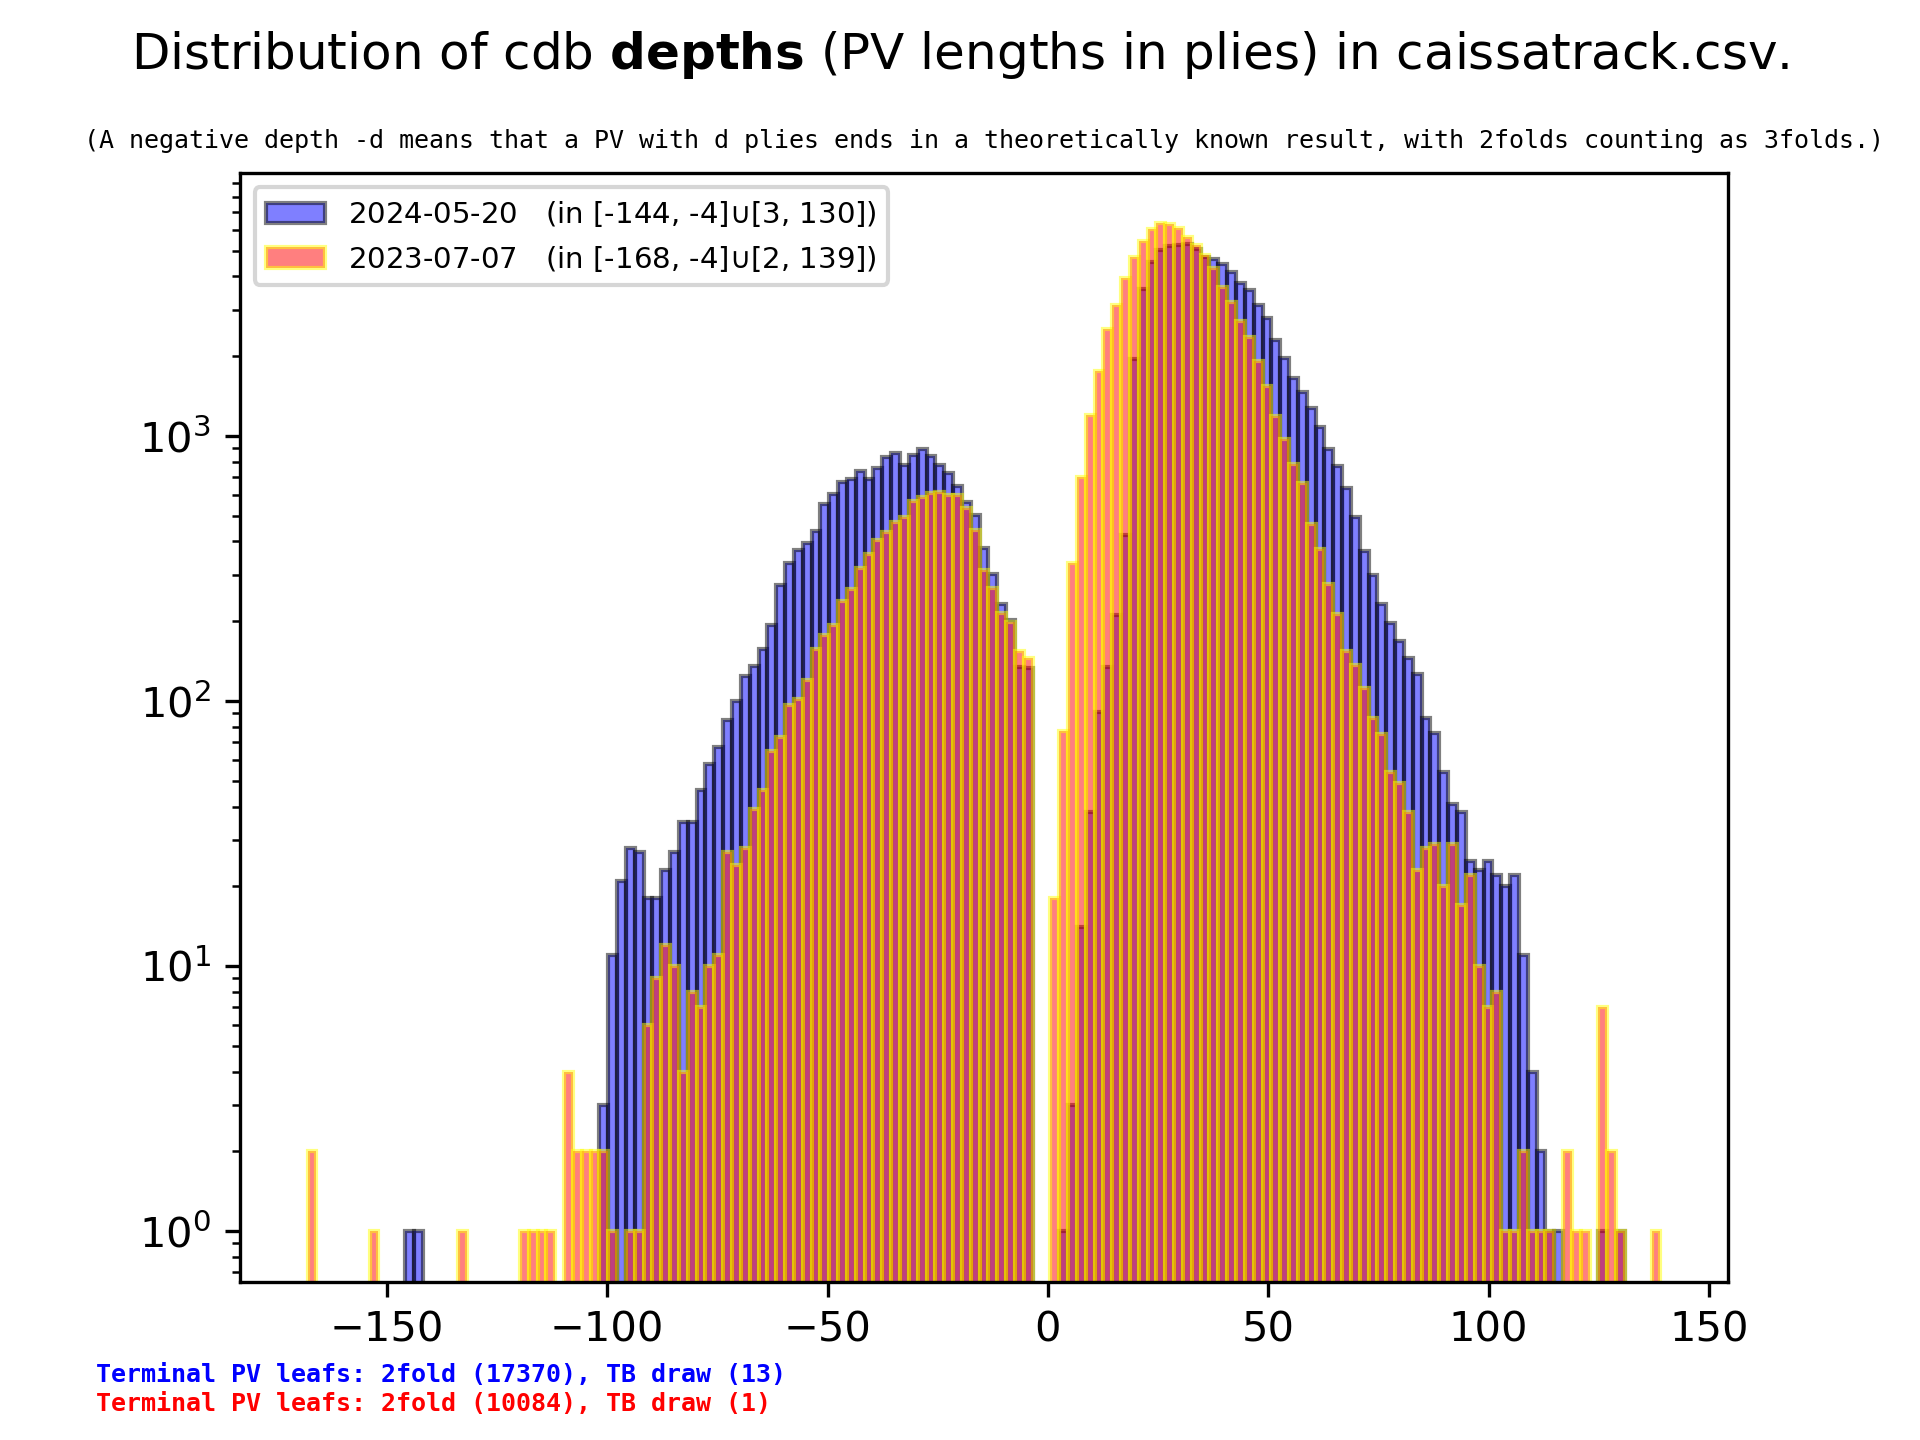 Distribution of cdb depths (PV lengths in plies) in caissatrack.csv.
(A negative depth -d means that a PV with d plies ends in a theoretically known result, with 2folds counting as 3folds.)
2024-05-20 (in [-144, -4]∪[3, 130])
2023-07-07 (in [-168, -4]∪[2, 139])
10³
10²
10¹
10⁰
−150 −100 −50 0 50 100 150
Terminal PV leafs: 2fold (17370), TB draw (13)
Terminal PV leafs: 2fold (10084), TB draw (1)